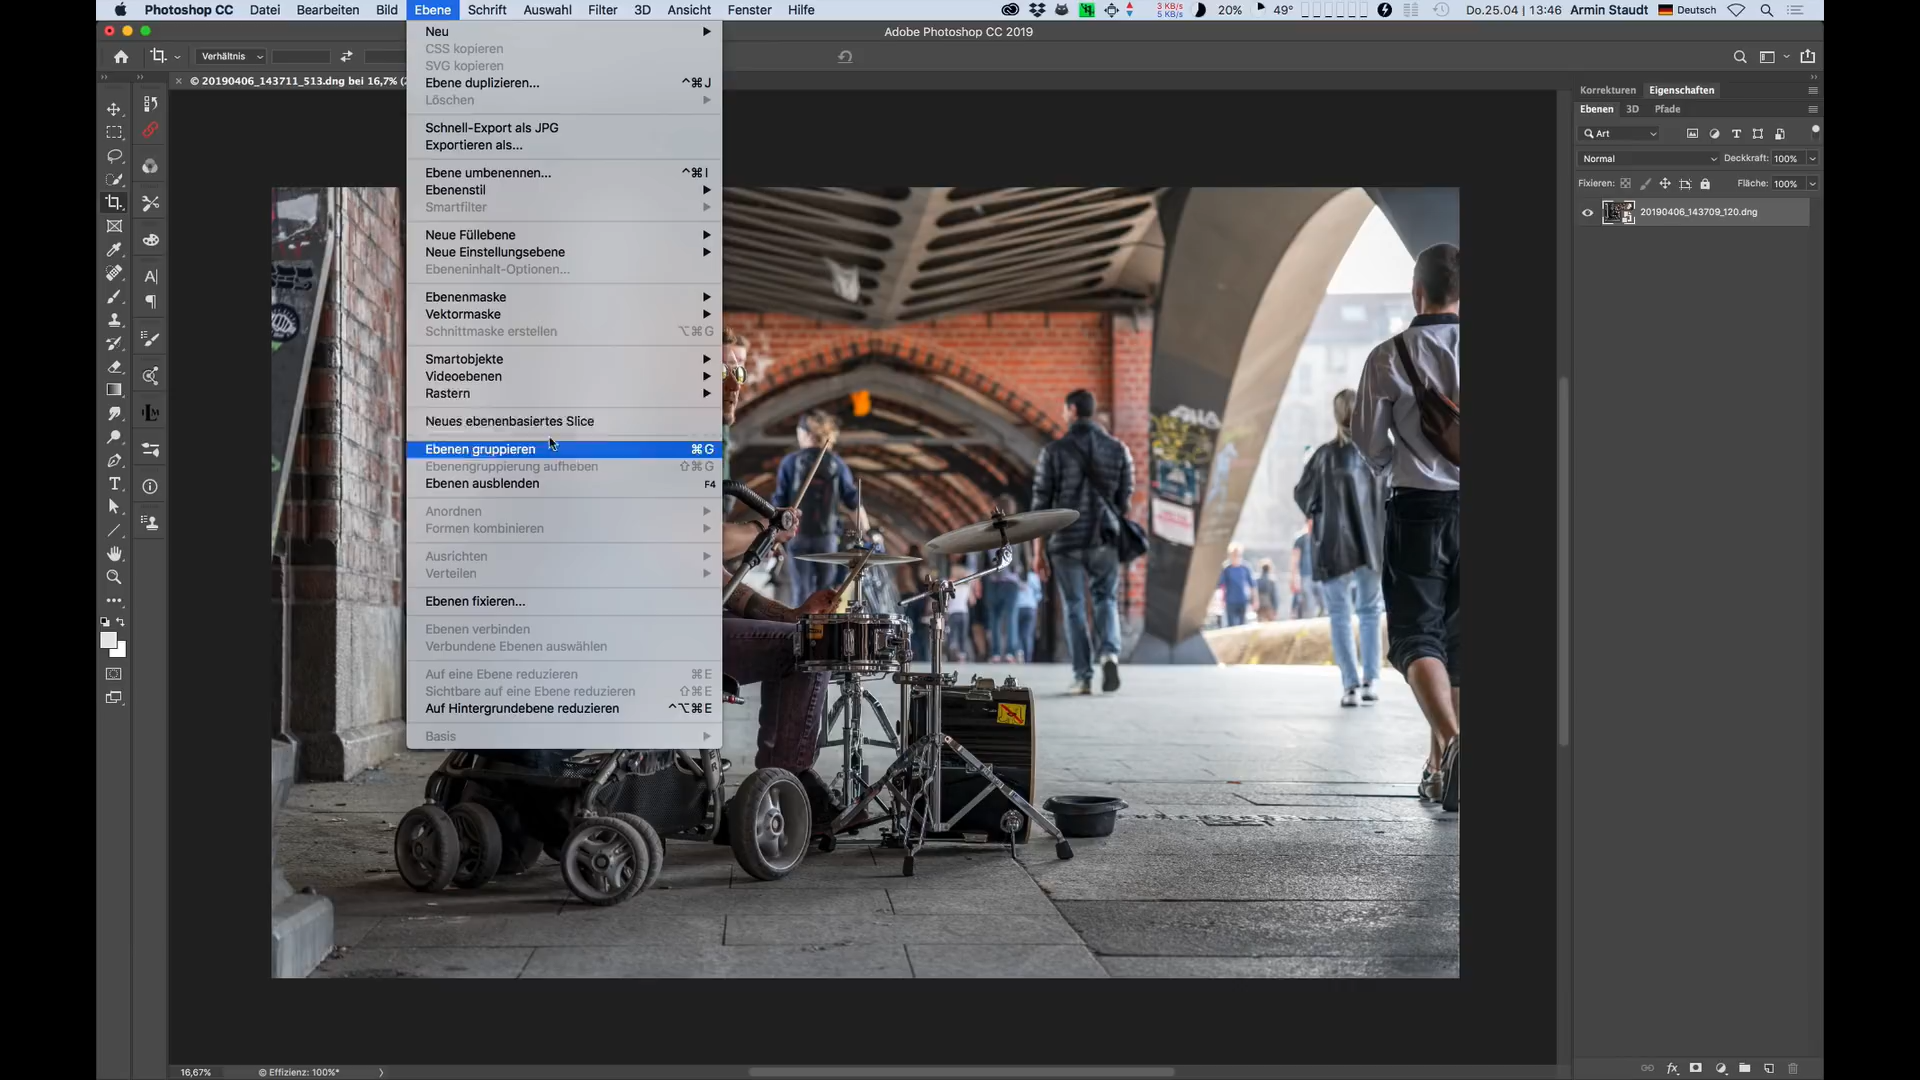 Photoshop CC Datei Bearbeiten Bild Ebene Schrift Auswahl Filter 3D Ansicht Fenster Hilfe 3 KB/s 5 KB/s 20% 49° Do.25.04 | 13:46 Armin Staudt Deutsch
Adobe Photoshop CC 2019
Verhältnis
© 20190406_143711_513.dng bei 16,7%
Neu
CSS kopieren
SVG kopieren
Ebene duplizieren... ^⌘J
Löschen
Schnell-Export als JPG
Exportieren als...
Ebene umbenennen... ^⌘I
Ebenenstil
Smartfilter
Neue Füllebene
Neue Einstellungsebene
Ebeneninhalt-Optionen...
Ebenenmaske
Vektormaske
Schnittmaske erstellen ⌥⌘G
Smartobjekte
Videoebenen
Rastern
Neues ebenenbasiertes Slice
Ebenen gruppieren ⌘G
Ebenengruppierung aufheben ⇧⌘G
Ebenen ausblenden F4
Anordnen
Formen kombinieren
Ausrichten
Verteilen
Ebenen fixieren...
Ebenen verbinden
Verbundene Ebenen auswählen
Auf eine Ebene reduzieren ⌘E
Sichtbare auf eine Ebene reduzieren ⇧⌘E
Auf Hintergrundebene reduzieren ^⌥⌘E
Basis
Korrekturen Eigenschaften
Ebenen 3D Pfade
Art
Normal Deckkraft: 100%
Fixieren: Fläche: 100%
20190406_143709_120.dng
16,67% © Effizienz: 100%*